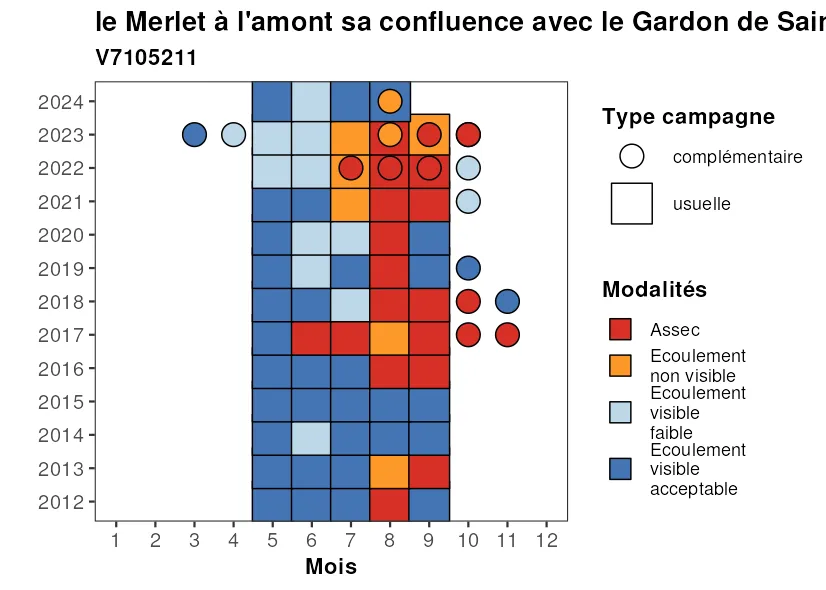 le Merlet à l'amont sa confluence avec le Gardon de
V7105211
2024
2023
2022
2021
2020
2019
2018
2017
2016
2015
2014
2013
2012
1 2 3 4 5 6 7 8 9 10 11 12
Mois
Type campagne
complémentaire
usuelle
Modalités
Assec
Ecoulement
non visible
Ecoulement
visible
faible
Ecoulement
visible
acceptable